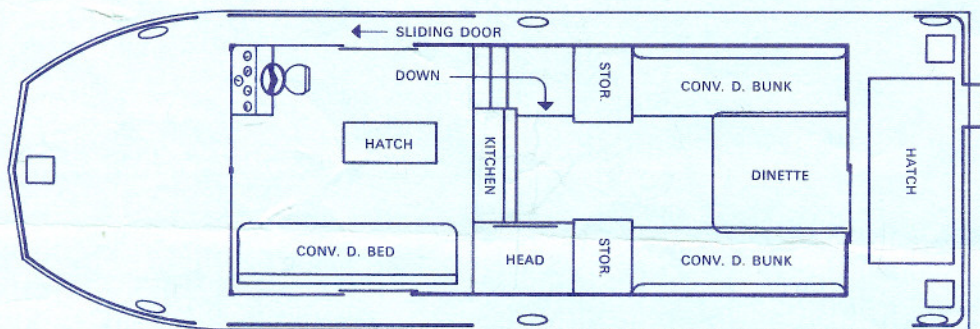 SLIDING DOOR
DOWN
STOR.
CONV. D. BUNK
HATCH
KITCHEN
DINETTE
HATCH
CONV. D. BED
HEAD
STOR.
CONV. D. BUNK